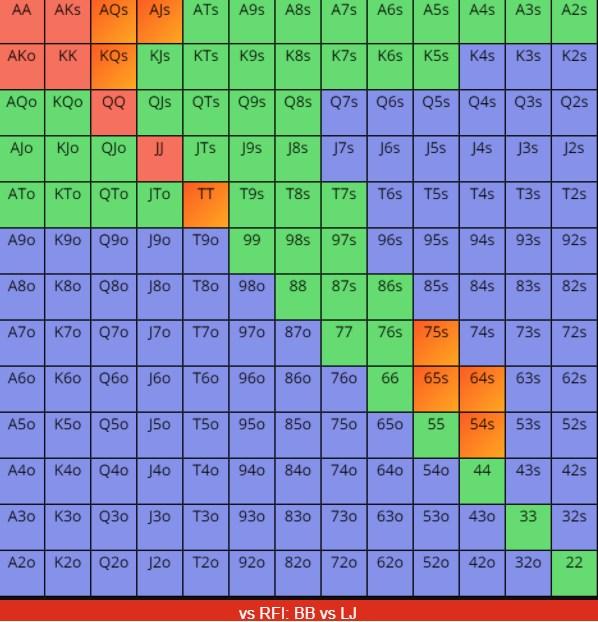 AA AKs AQs AJs ATs A9s A8s A7s A6s A5s A4s A3s A2s
AKo KK KQs KJs KTs K9s K8s K7s K6s K5s K4s K3s K2s
AQo KQo QQ QJs QTs Q9s Q8s Q7s Q6s Q5s Q4s Q3s Q2s
AJo KJo QJo JJ JTs J9s J8s J7s J6s J5s J4s J3s J2s
ATo KTo QTo JTo TT T9s T8s T7s T6s T5s T4s T3s T2s
A9o K9o Q9o J9o T9o 99 98s 97s 96s 95s 94s 93s 92s
A8o K8o Q8o J8o T8o 98o 88 87s 86s 85s 84s 83s 82s
A7o K7o Q7o J7o T7o 97o 87o 77 76s 75s 74s 73s 72s
A6o K6o Q6o J6o T6o 96o 86o 76o 66 65s 64s 63s 62s
A5o K5o Q5o J5o T5o 95o 85o 75o 65o 55 54s 53s 52s
A4o K4o Q4o J4o T4o 94o 84o 74o 64o 54o 44 43s 42s
A3o K3o Q3o J3o T3o 93o 83o 73o 63o 53o 43o 33 32s
A2o K2o Q2o J2o T2o 92o 82o 72o 62o 52o 42o 32o 22
vs RFI: BB vs LJ